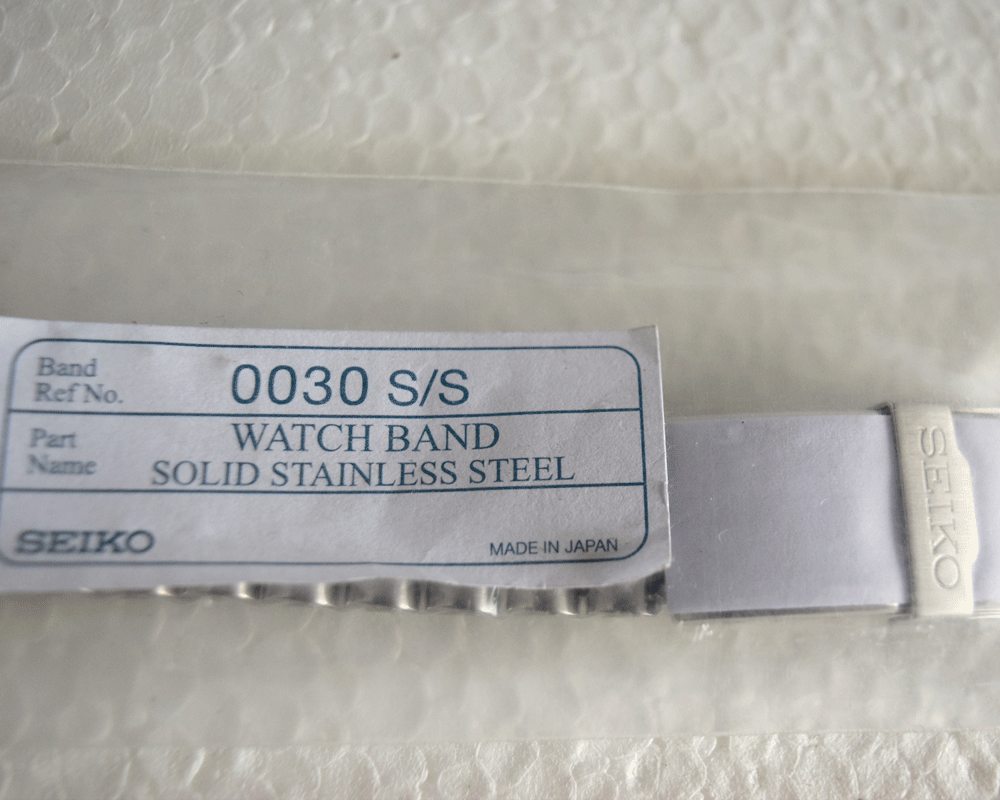 Band
Ref No.
0030 S/S
Part
Name
WATCH BAND
SOLID STAINLESS STEEL
SEIKO
MADE IN JAPAN
SEIKO